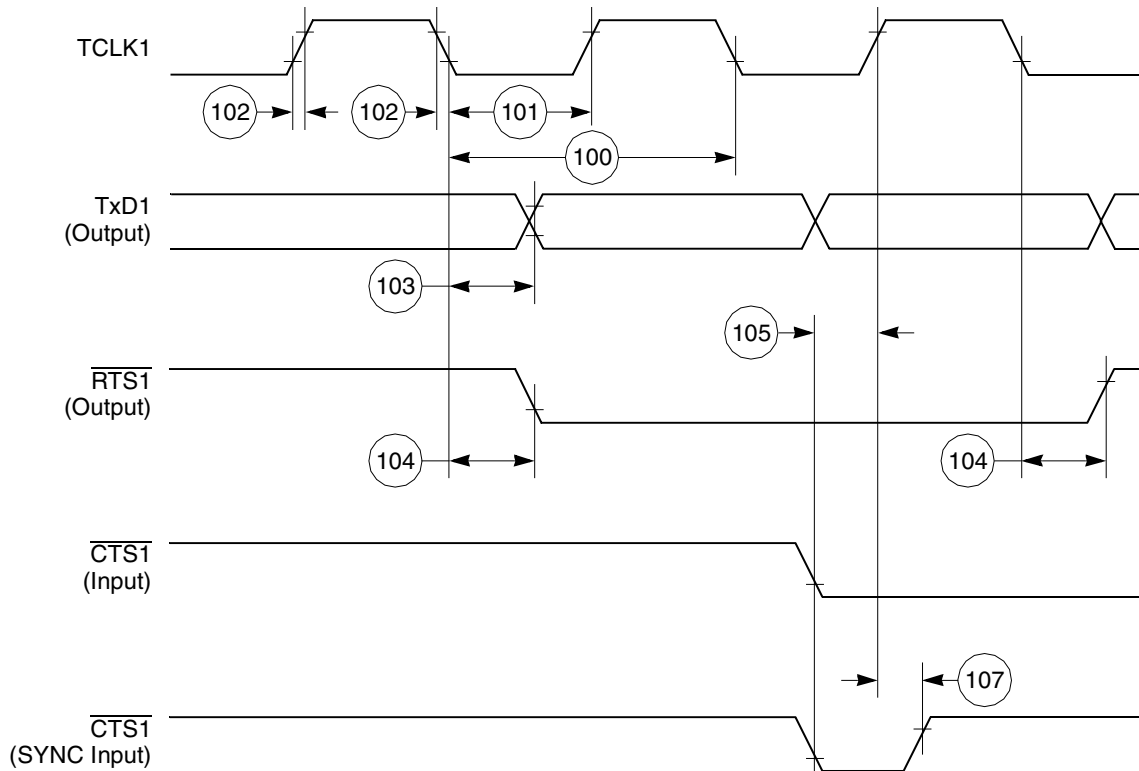 TCLK1
102
102
101
100
TxD1
(Output)
103
105
RTS1
(Output)
104
104
CTS1
(Input)
107
CTS1
(SYNC Input)